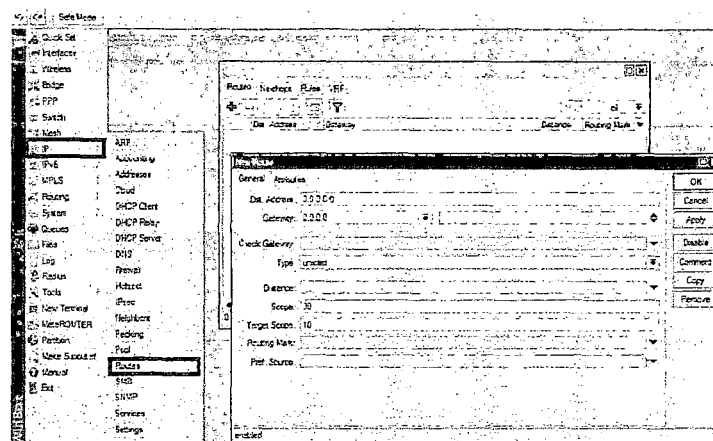 Safe Mode
Quick Set
Interfaces
Wireless
Bridge
PPP
Switch
Mesh
IP
IPv6
MPLS
Routing
System
Queues
Files
Log
Radius
Tools
New Terminal
MetaROUTER
Partition
Make Supout.rif
Manual
Exit
ARP
Accounting
Addresses
Cloud
DHCP Client
DHCP Relay
DHCP Server
DNS
Firewall
Hotspot
IPsec
Neighbors
Packing
Pool
Routes
SMB
SNMP
Services
Settings
Routes Nexthops Rules VRF
Dst. Address Gateway Distance Routing Mark
General Attributes
Dst. Address:
Gateway:
Check Gateway:
Type: unicast
Distance:
Scope: 30
Target Scope: 10
Routing Mark:
Pref. Source:
OK
Cancel
Apply
Disable
Comment
Copy
Remove
enabled